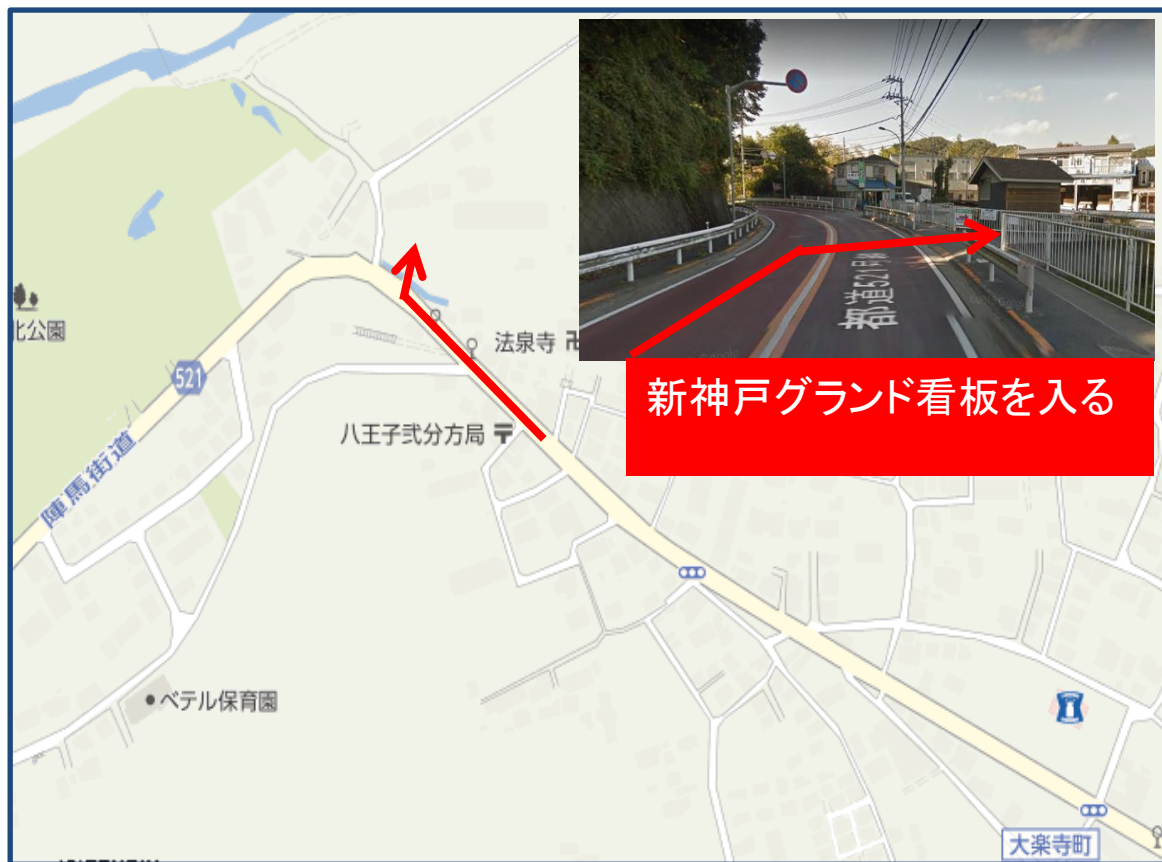 都道521号線
新神戸グランド看板を入る
北公園
法泉寺
521
八王子弐分方局
陣馬街道
ベテル保育園
大楽寺町